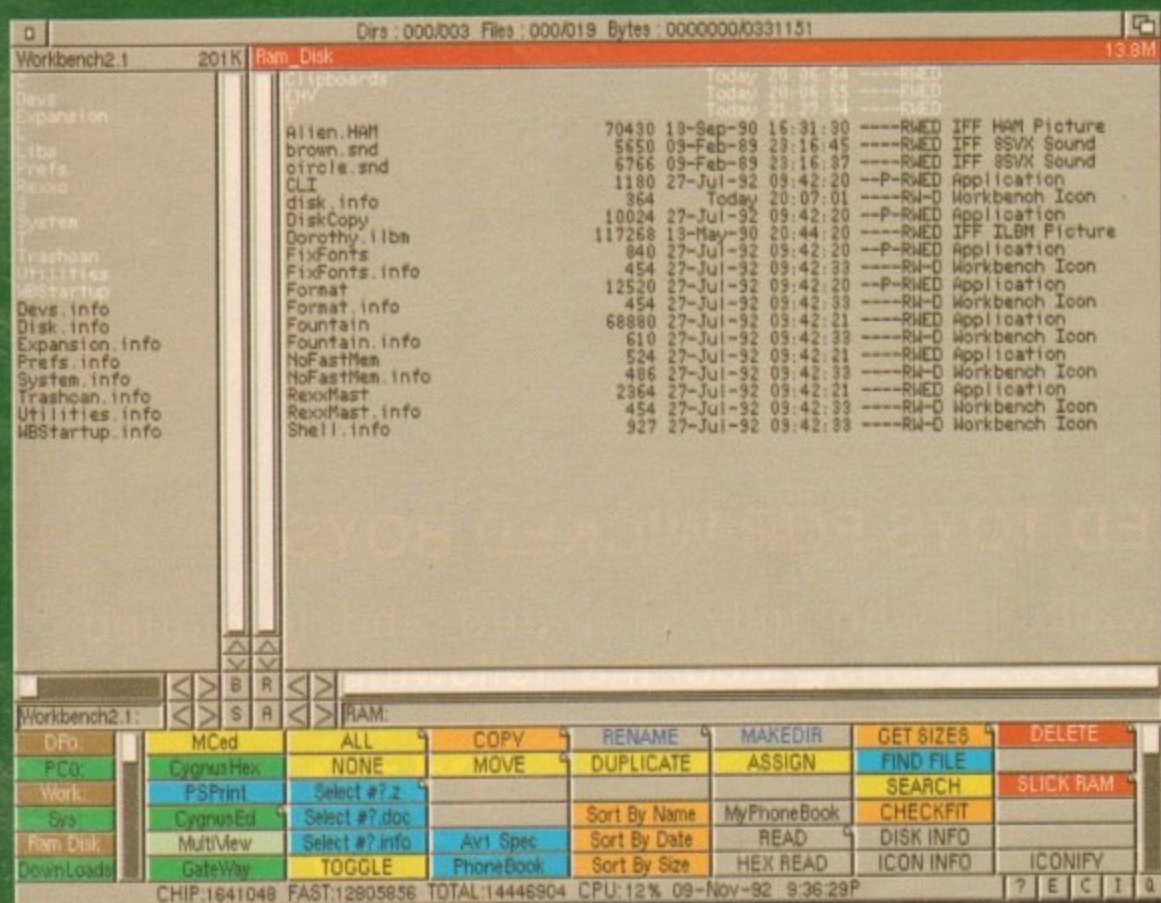 Dirs : 000/003 Files : 000/019 Bytes : 0000000/0331151
Workbench2.1 201K Ram_Disk 13.8M
Clipboards Today 20:06:54 ----RWED
ENV Today 20:06:55 ----RWED
T Today 21:22:34 ----RWED
Alien.HAM 70430 13-Sep-90 16:31:30 ----RWED IFF HAM Picture
brown.snd 5650 09-Feb-89 23:16:45 ----RWED IFF 8SVX Sound
circle.snd 6766 09-Feb-89 23:16:37 ----RWED IFF 8SVX Sound
CLI 1180 27-Jul-92 09:42:20 --P-RWED Application
disk.info 364 Today 20:07:01 ----RW-D Workbench Icon
DiskCopy 10024 27-Jul-92 09:42:20 --P-RWED Application
Dorothy.ilbm 117268 13-May-90 20:44:20 ----RWED IFF ILBM Picture
FixFonts 840 27-Jul-92 09:42:20 --P-RWED Application
FixFonts.info 454 27-Jul-92 09:42:33 ----RW-D Workbench Icon
Format 12520 27-Jul-92 09:42:20 --P-RWED Application
Format.info 454 27-Jul-92 09:42:33 ----RW-D Workbench Icon
Fountain 68880 27-Jul-92 09:42:21 ----RWED Application
Fountain.info 610 27-Jul-92 09:42:33 ----RW-D Workbench Icon
NoFastMem 524 27-Jul-92 09:42:21 ----RWED Application
NoFastMem.info 486 27-Jul-92 09:42:33 ----RW-D Workbench Icon
RexxMast 2364 27-Jul-92 09:42:21 ----RWED Application
RexxMast.info 454 27-Jul-92 09:42:33 ----RW-D Workbench Icon
Shell.info 927 27-Jul-92 09:42:33 ----RW-D Workbench Icon
Devs
Expansion
L
Libs
Prefs
Rexxc
S
System
T
Trashcan
Utilities
WBStartup
Devs.info
Disk.info
Expansion.info
Prefs.info
System.info
Trashcan.info
Utilities.info
WBStartup.info
B R
Workbench2.1: S A RAM:
DF0: MCed ALL COPY RENAME MAKEDIR GET SIZES DELETE
PC0: CygnusHex NONE MOVE DUPLICATE ASSIGN FIND FILE
Work: PSPrint Select #?.z SEARCH SLICK RAM
Sys: CygnusEd Select #?.doc Sort By Name MyPhoneBook CHECKFIT
Ram Disk MultiView Select #?.info Av1 Spec Sort By Date READ DISK INFO
DownLoads GateWay TOGGLE PhoneBook Sort By Size HEX READ ICON INFO ICONIFY
CHIP:1641048 FAST:12805856 TOTAL:14446904 CPU:12% 09-Nov-92 9:36:29P ? E C I Q